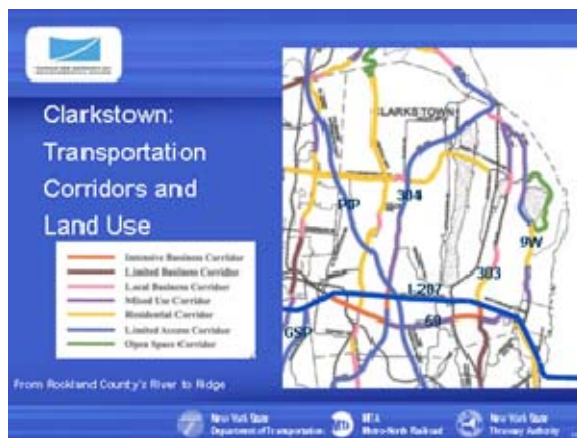 Clarkstown:
Transportation
Corridors and
Land Use
Intensive Business Corridor
Limited Business Corridor
Local Business Corridor
Mixed Use Corridor
Residential Corridor
Limited Access Corridor
Open Space Corridor
From Rockland County's River to Ridge
CLARKSTOWN
304
PIP
9W
303
I-287
59
GSP
New York State
Department of Transportation
MTA
Metro-North Railroad
New York State
Thruway Authority